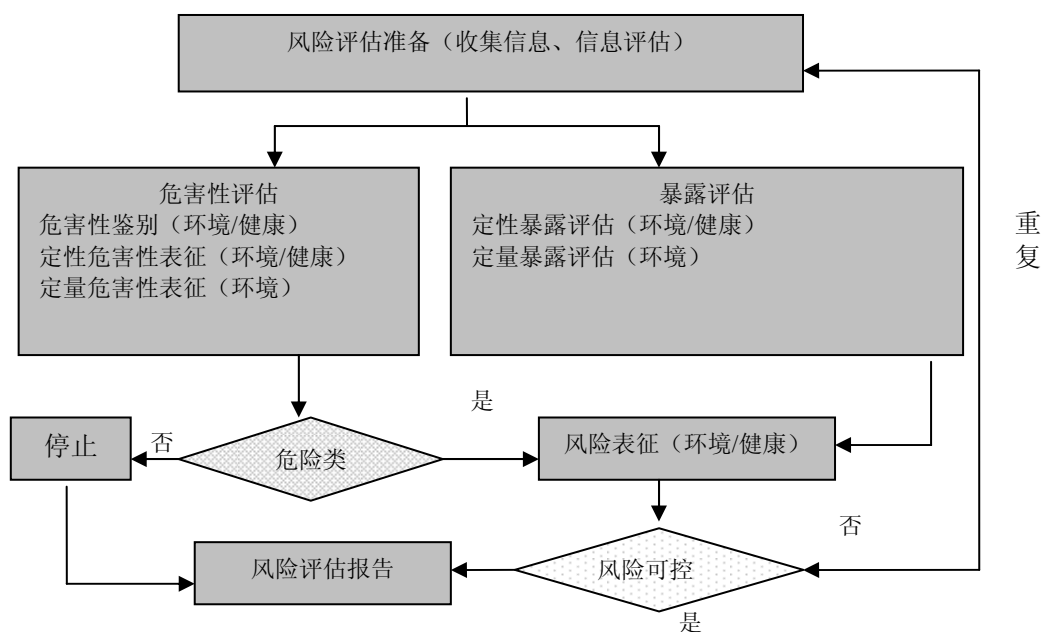 风险评估准备（收集信息、信息评估）
危害性评估
危害性鉴别（环境/健康）
定性危害性表征（环境/健康）
定量危害性表征（环境）
暴露评估
定性暴露评估（环境/健康）
定量暴露评估（环境）
重
复
是
停止
否
危险类
风险表征（环境/健康）
否
风险评估报告
风险可控
是